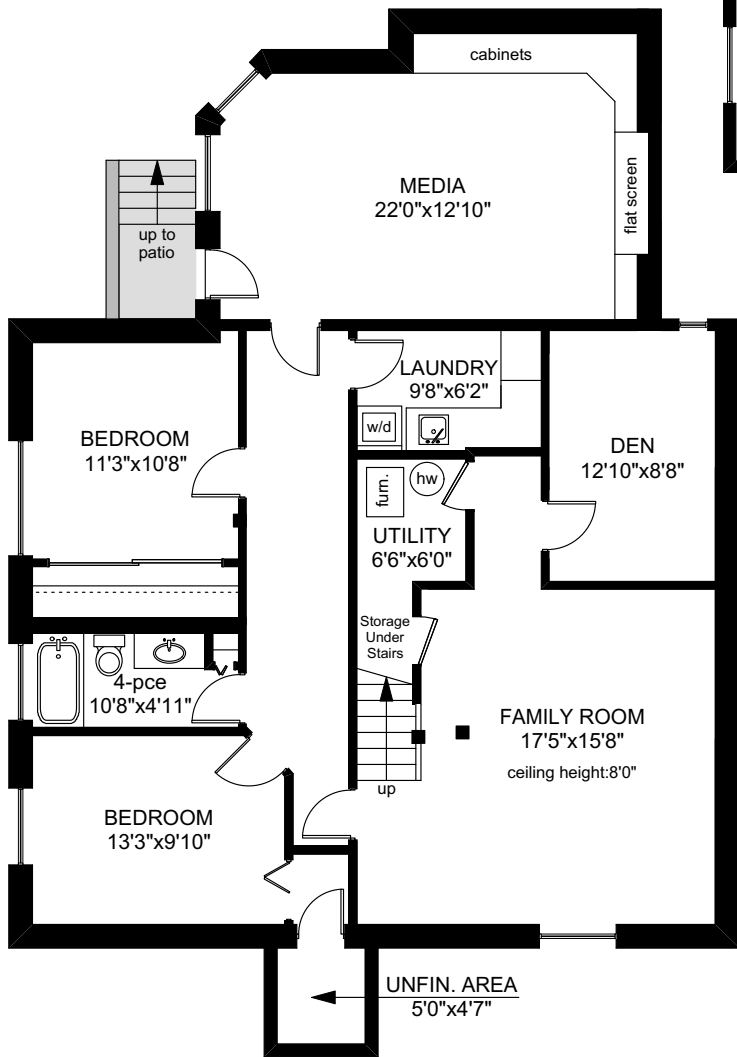 cabinets
MEDIA
22'0"x12'10"
flat screen
up to
patio
LAUNDRY
9'8"x6'2"
w/d
BEDROOM
11'3"x10'8"
DEN
12'10"x8'8"
furn.
hw
UTILITY
6'6"x6'0"
Storage
Under
Stairs
4-pce
10'8"x4'11"
FAMILY ROOM
17'5"x15'8"
ceiling height:8'0"
up
BEDROOM
13'3"x9'10"
UNFIN. AREA
5'0"x4'7"